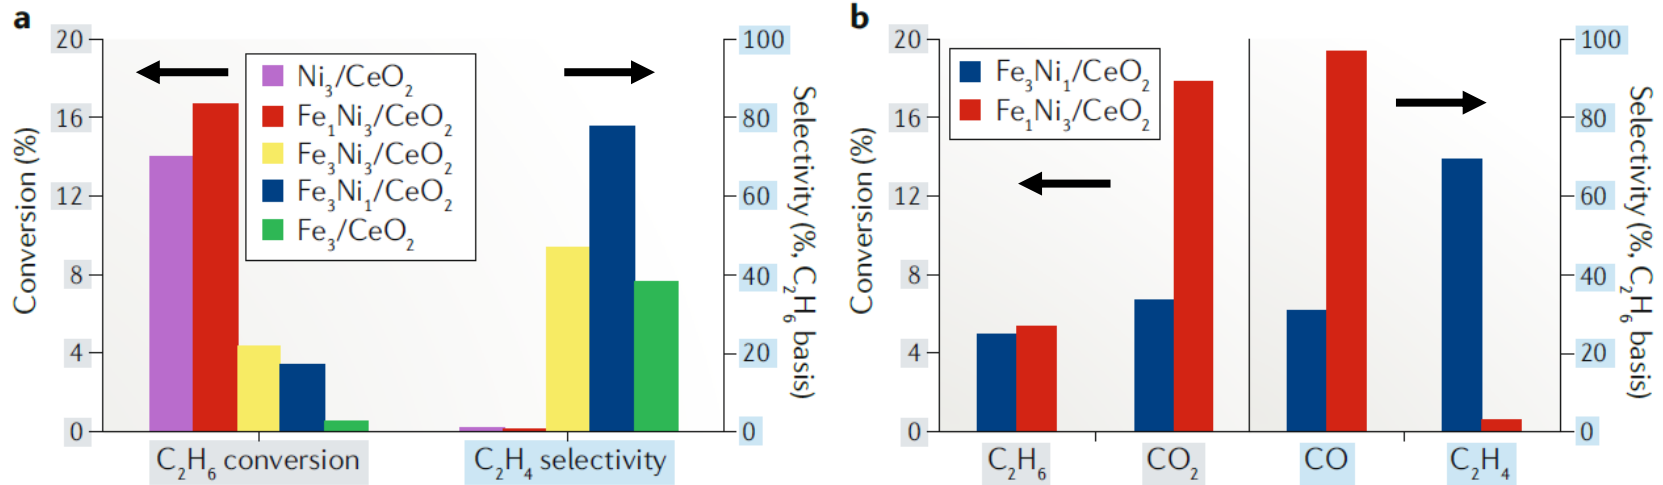 a
20
16
12
8
4
0
Conversion (%)
Ni3/CeO2
Fe1Ni3/CeO2
Fe3Ni3/CeO2
Fe3Ni1/CeO2
Fe3/CeO2
100
80
60
40
20
0
Selectivity (%, C2H6 basis)
C2H6 conversion
C2H4 selectivity
b
20
16
12
8
4
0
Conversion (%)
Fe3Ni1/CeO2
Fe1Ni3/CeO2
100
80
60
40
20
0
Selectivity (%, C2H6 basis)
C2H6
CO2
CO
C2H4